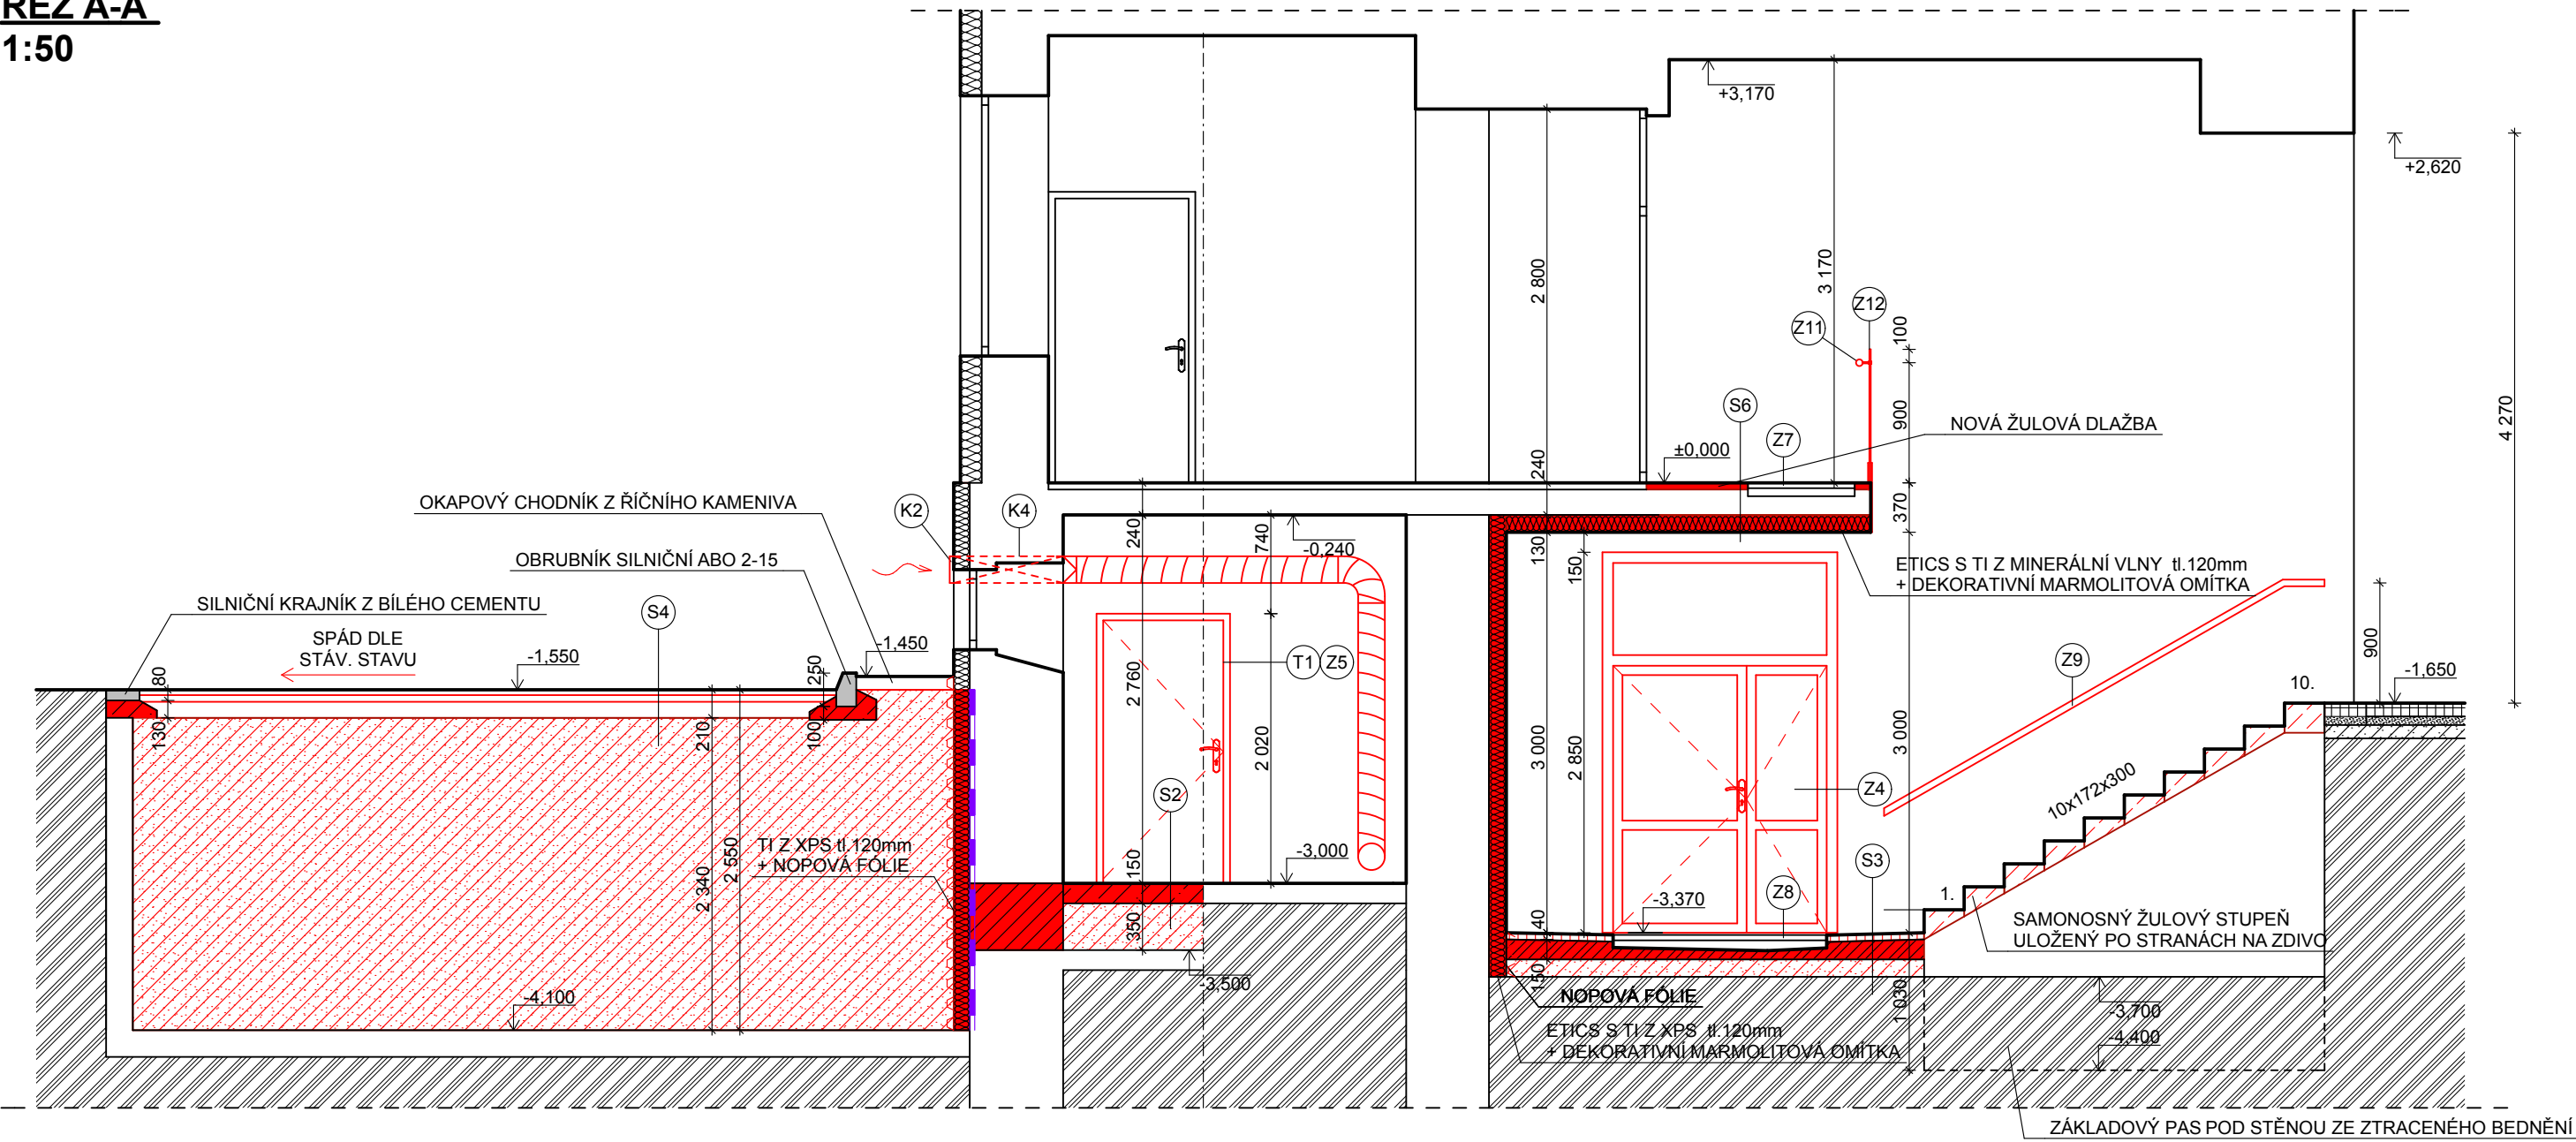 ŘEZ A-A
1:50
+3,170
+2,620
2 800
3 170
4 270
Z12
Z11
100
900
S6
Z7
±0,000
NOVÁ ŽULOVÁ DLAŽBA
240
370
OKAPOVÝ CHODNÍK Z ŘÍČNÍHO KAMENIVA
K2
K4
240
740
-0,240
130
150
OBRUBNÍK SILNIČNÍ ABO 2-15
ETICS S TI Z MINERÁLNÍ VLNY tl.120mm
+ DEKORATIVNÍ MARMOLITOVÁ OMÍTKA
SILNIČNÍ KRAJNÍK Z BÍLÉHO CEMENTU
S4
SPÁD DLE
STÁV. STAVU
-1,550
-1,450
80
250
130
210
100
2 760
2 020
T1
Z5
900
Z9
-1,650
10.
3 000
2 850
3 000
10x172x300
Z4
S2
TI Z XPS tl.120mm
+ NOPOVÁ FÓLIE
2 340
2 550
150
-3,000
350
S3
Z8
-3,370
1.
40
150
SAMONOSNÝ ŽULOVÝ STUPEŇ
ULOŽENÝ PO STRANÁCH NA ZDIVO
-3,500
-4,100
NOPOVÁ FÓLIE
1 030
-3,700
-4,400
ETICS S TI Z XPS tl.120mm
+ DEKORATIVNÍ MARMOLITOVÁ OMÍTKA
ZÁKLADOVÝ PAS POD STĚNOU ZE ZTRACENÉHO BEDNĚNÍ